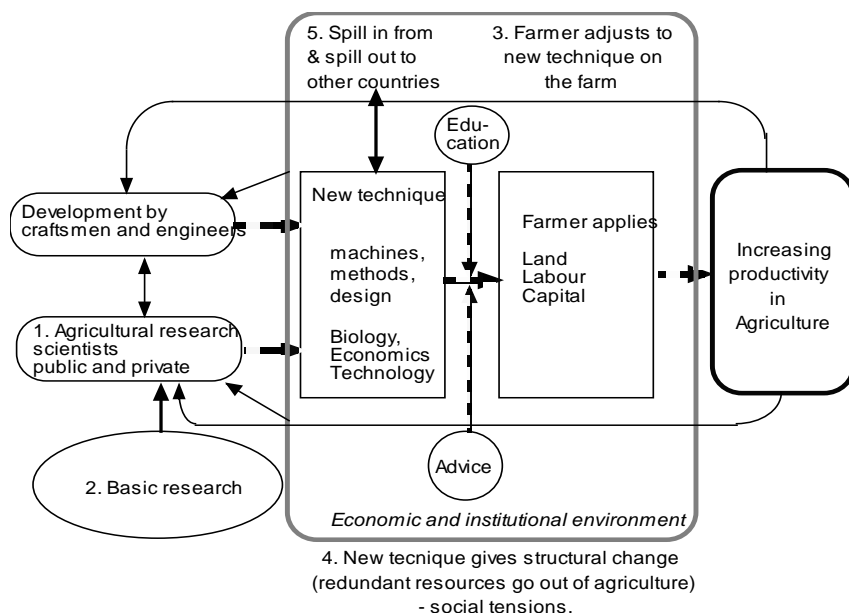 5. Spill in from
& spill out to
other countries
3. Farmer adjusts to
new technique on
the farm
Edu-
cation
Development by
craftsmen and engineers
New technique
machines,
methods,
design
Biology,
Economics
Technology
Farmer applies
Land
Labour
Capital
Increasing
productivity
in
Agriculture
1. Agricultural research
scientists
public and private
2. Basic research
Advice
Economic and institutional environment
4. New tecnique gives structural change
(redundant resources go out of agriculture)
- social tensions.